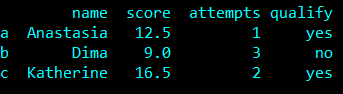 name score attempts qualify
a Anastasia 12.5 1 yes
b Dima 9.0 3 no
c Katherine 16.5 2 yes